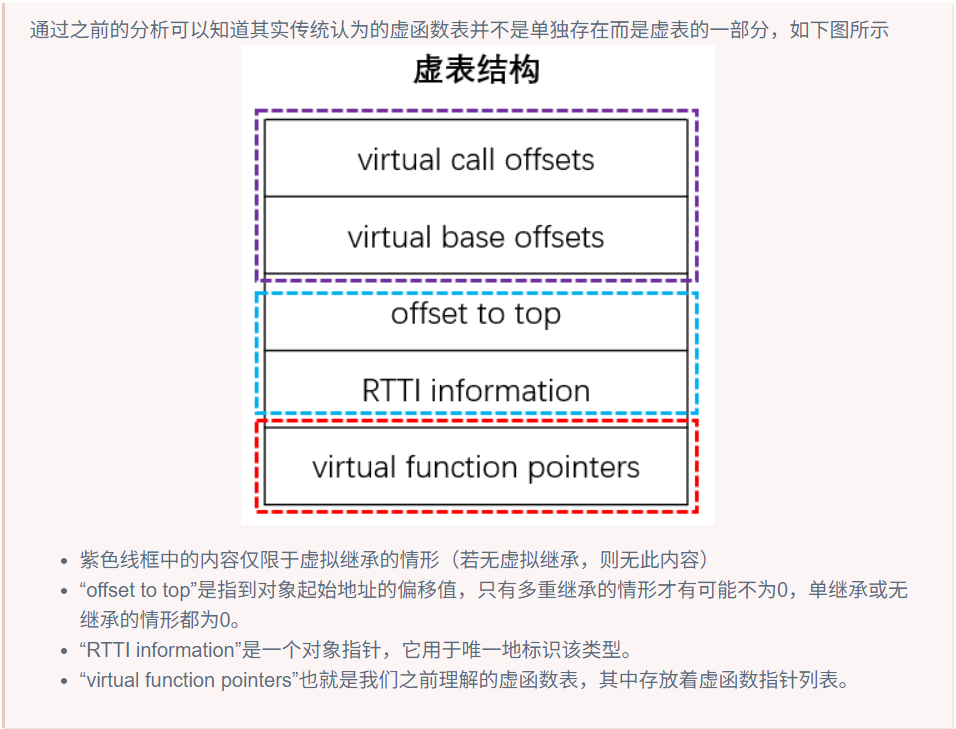 通过之前的分析可以知道其实传统认为的虚函数表并不是单独存在而是虚表的一部分，如下图所示
虚表结构
virtual call offsets
virtual base offsets
offset to top
RTTI information
virtual function pointers
• 紫色线框中的内容仅限于虚拟继承的情形（若无虚拟继承，则无此内容）
• “offset to top”是指到对象起始地址的偏移值，只有多重继承的情形才有可能不为0，单继承或无
继承的情形都为0。
• “RTTI information”是一个对象指针，它用于唯一地标识该类型。
• “virtual function pointers”也就是我们之前理解的虚函数表，其中存放着虚函数指针列表。